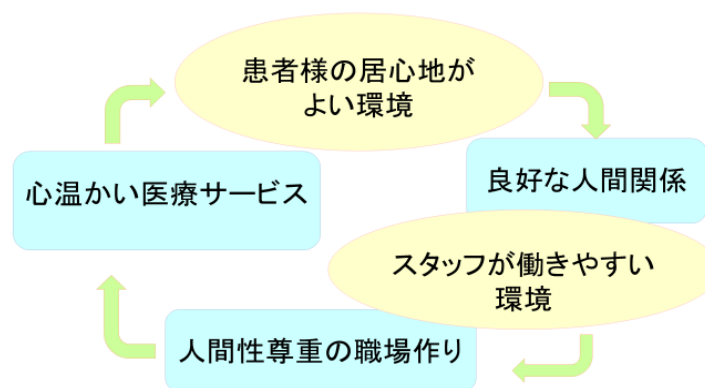 患者様の居心地が
よい環境
良好な人間関係
スタッフが働きやすい
環境
人間性尊重の職場作り
心温かい医療サービス